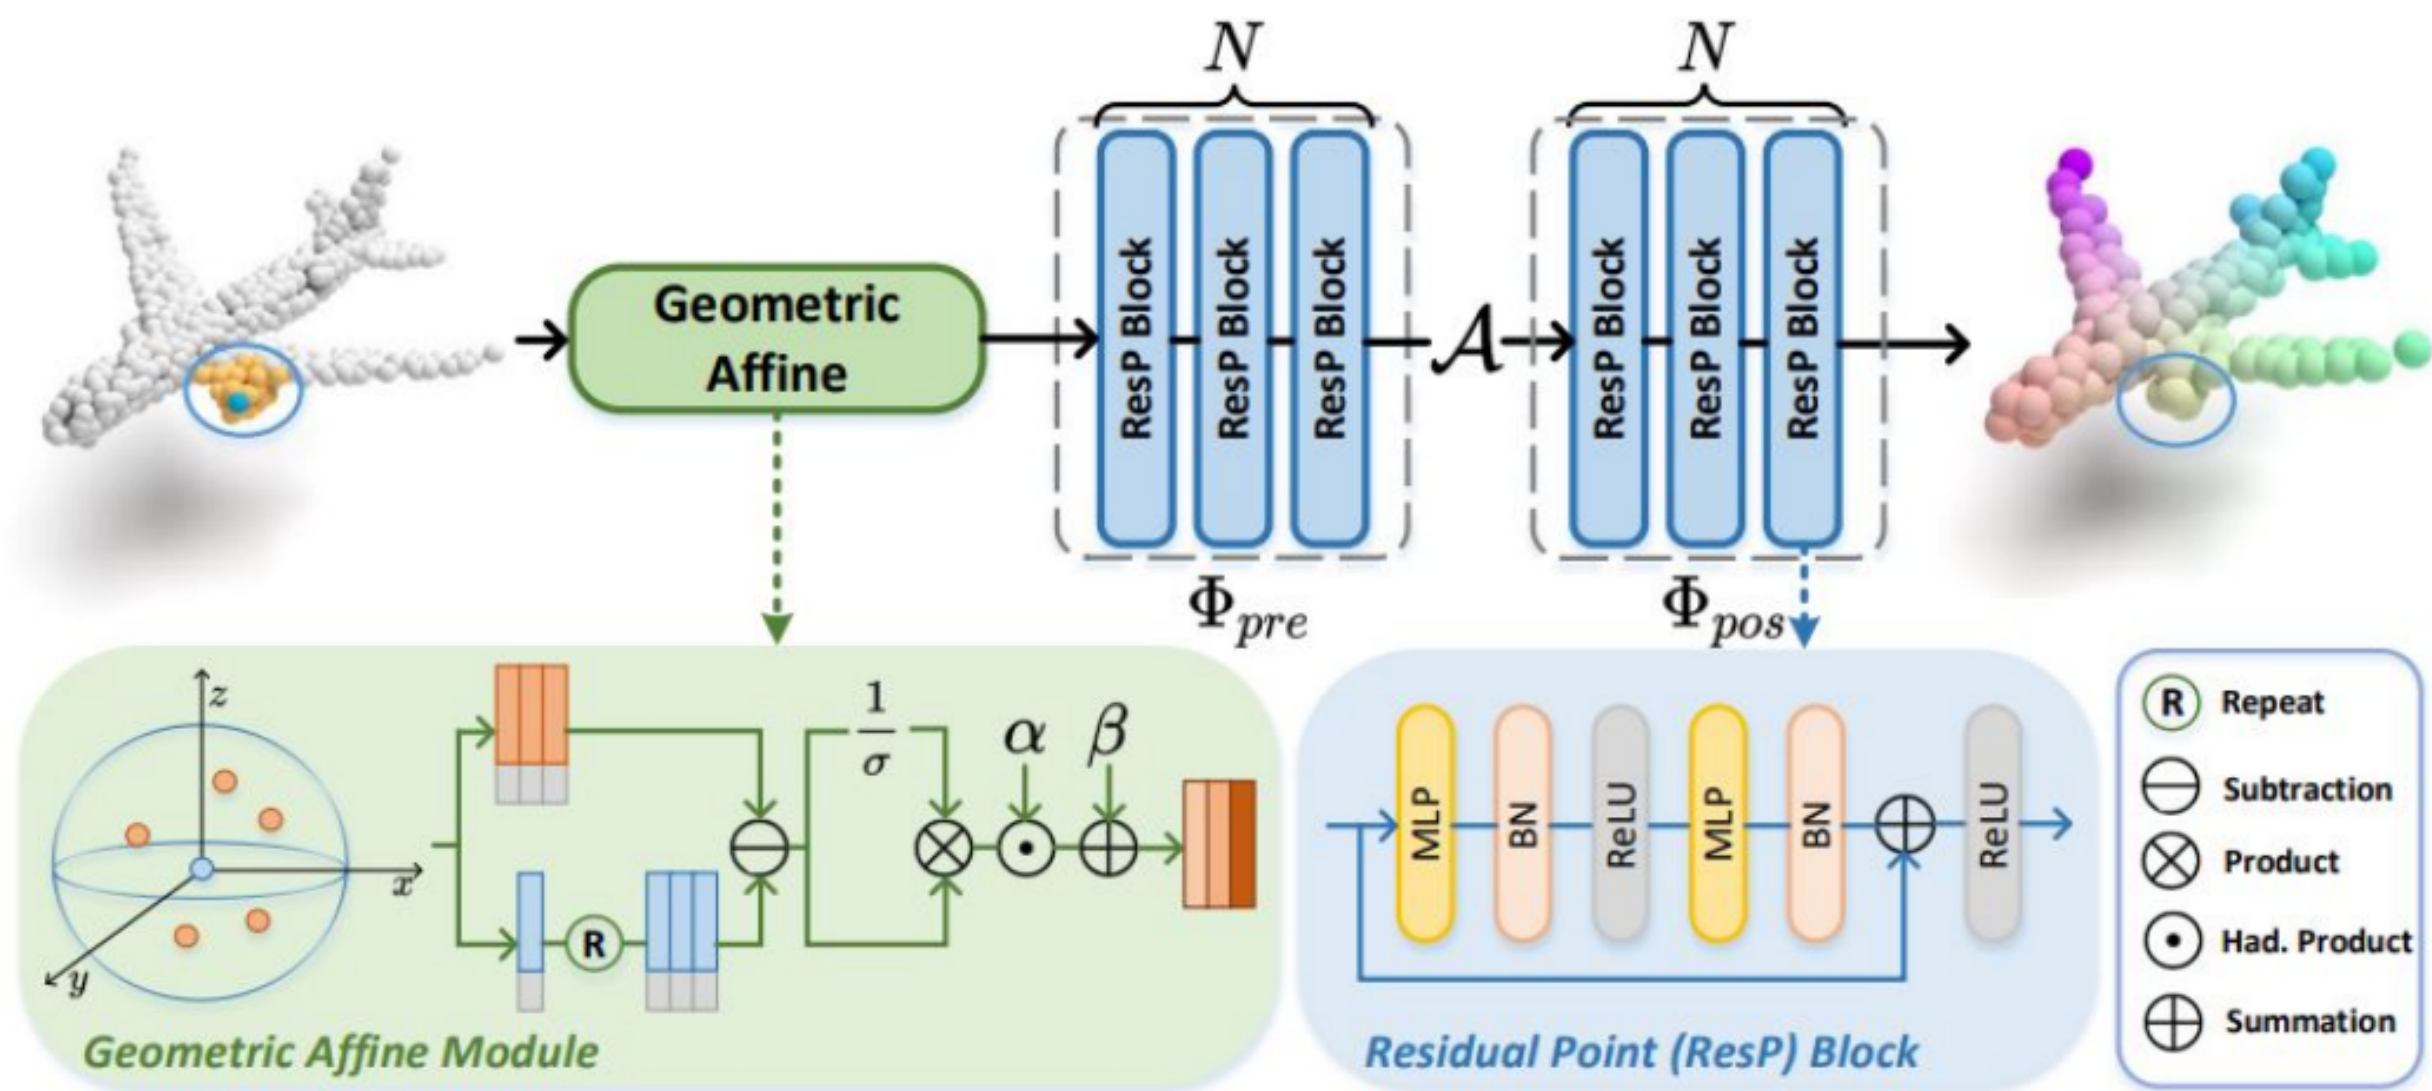 N
N
Geometric
Affine
ResP Block
ResP Block
ResP Block
𝒜
ResP Block
ResP Block
ResP Block
Φpre
Φpos
z
x
y
R
1
σ
α
β
Geometric Affine Module
MLP
BN
ReLU
MLP
BN
ReLU
Residual Point (ResP) Block
R Repeat
Subtraction
Product
Had. Product
Summation